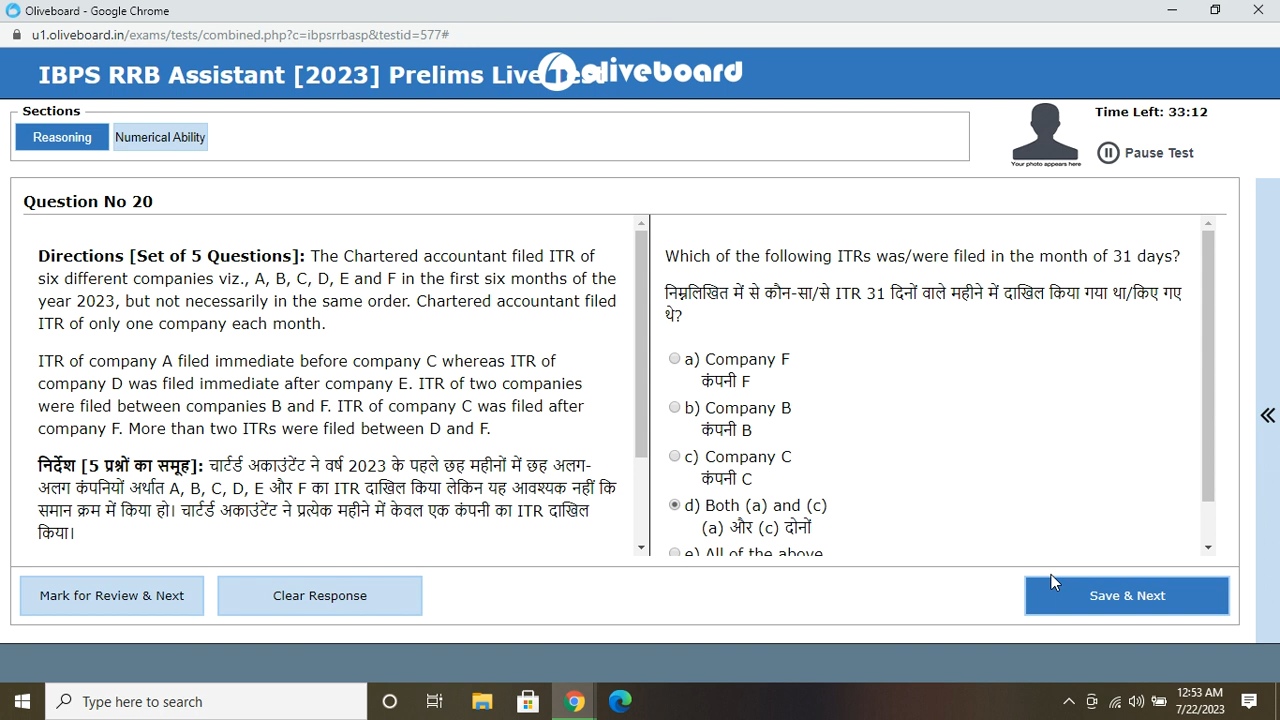 Oliveboard - Google Chrome
u1.oliveboard.in/exams/tests/combined.php?c=ibpsrrbasp&testid=577#
IBPS RRB Assistant [2023] Prelims Live
oliveboard
Sections
Reasoning
Numerical Ability
Your photo appears here
Time Left: 33:12
Pause Test
Question No 20
Directions [Set of 5 Questions]: The Chartered accountant filed ITR of
six different companies viz., A, B, C, D, E and F in the first six months of the
year 2023, but not necessarily in the same order. Chartered accountant filed
ITR of only one company each month.
ITR of company A filed immediate before company C whereas ITR of
company D was filed immediate after company E. ITR of two companies
were filed between companies B and F. ITR of company C was filed after
company F. More than two ITRs were filed between D and F.
निर्देश [5 प्रश्नों का समूह]: चार्टर्ड अकाउंटेंट ने वर्ष 2023 के पहले छह महीनों में छह अलग-
अलग कंपनियों अर्थात A, B, C, D, E और F का ITR दाखिल किया लेकिन यह आवश्यक नहीं कि
समान क्रम में किया हो। चार्टर्ड अकाउंटेंट ने प्रत्येक महीने में केवल एक कंपनी का ITR दाखिल
किया।
Which of the following ITRs was/were filed in the month of 31 days?
निम्नलिखित में से कौन-सा/से ITR 31 दिनों वाले महीने में दाखिल किया गया था/किए गए
थे?
a) Company F
कंपनी F
b) Company B
कंपनी B
c) Company C
कंपनी C
d) Both (a) and (c)
(a) और (c) दोनों
e) All of the above
Mark for Review & Next
Clear Response
Save & Next
Type here to search
12:53 AM
7/22/2023